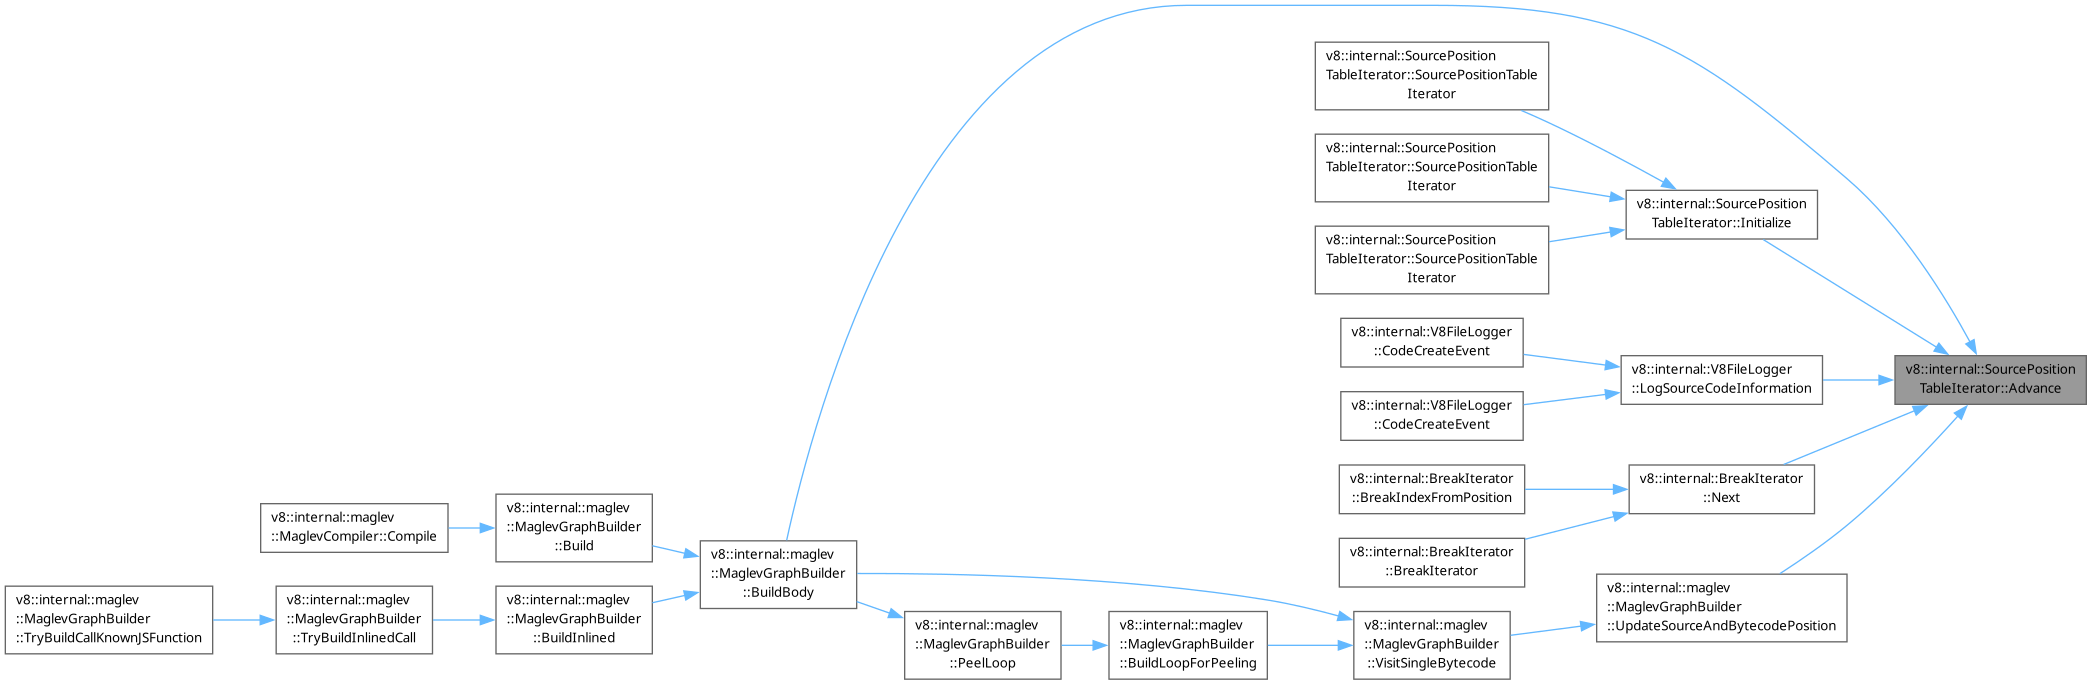 v8::internal::SourcePosition
TableIterator::SourcePositionTable
Iterator
v8::internal::SourcePosition
TableIterator::SourcePositionTable
Iterator
v8::internal::SourcePosition
TableIterator::Initialize
v8::internal::SourcePosition
TableIterator::SourcePositionTable
Iterator
v8::internal::V8FileLogger
::CodeCreateEvent
v8::internal::V8FileLogger
::LogSourceCodeInformation
v8::internal::SourcePosition
TableIterator::Advance
v8::internal::V8FileLogger
::CodeCreateEvent
v8::internal::BreakIterator
::BreakIndexFromPosition
v8::internal::BreakIterator
::Next
v8::internal::BreakIterator
::BreakIterator
v8::internal::maglev
::MaglevCompiler::Compile
v8::internal::maglev
::MaglevGraphBuilder
::Build
v8::internal::maglev
::MaglevGraphBuilder
::BuildBody
v8::internal::maglev
::MaglevGraphBuilder
::UpdateSourceAndBytecodePosition
v8::internal::maglev
::MaglevGraphBuilder
::TryBuildCallKnownJSFunction
v8::internal::maglev
::MaglevGraphBuilder
::TryBuildInlinedCall
v8::internal::maglev
::MaglevGraphBuilder
::BuildInlined
v8::internal::maglev
::MaglevGraphBuilder
::PeelLoop
v8::internal::maglev
::MaglevGraphBuilder
::BuildLoopForPeeling
v8::internal::maglev
::MaglevGraphBuilder
::VisitSingleBytecode